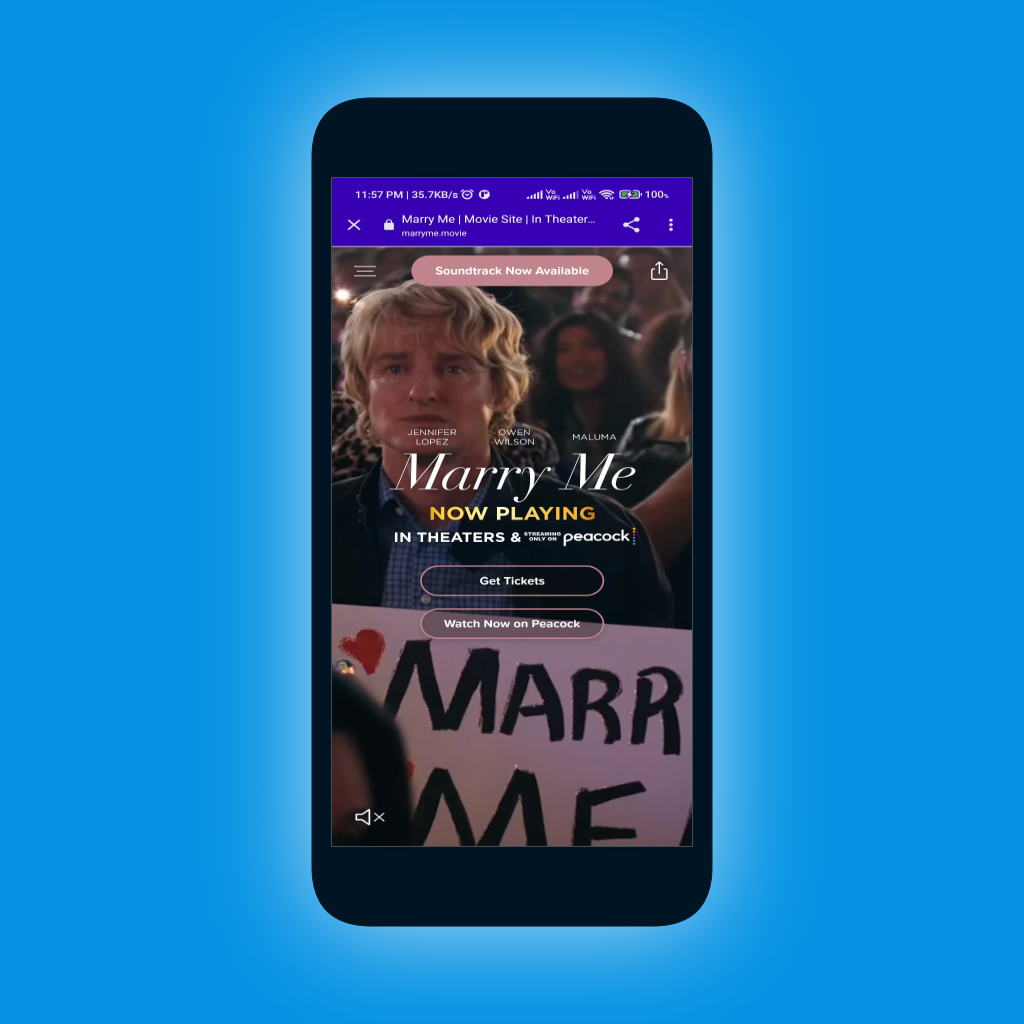 11:57 PM | 35.7KB/s
Vo WiFi Vo WiFi 100%
Marry Me | Movie Site | In Theater...
marryme.movie
Soundtrack Now Available
JENNIFER LOPEZ
OWEN WILSON
MALUMA
Marry Me
NOW PLAYING
IN THEATERS & STREAMING ONLY ON peacock
Get Tickets
Watch Now on Peacock
MARR
ME